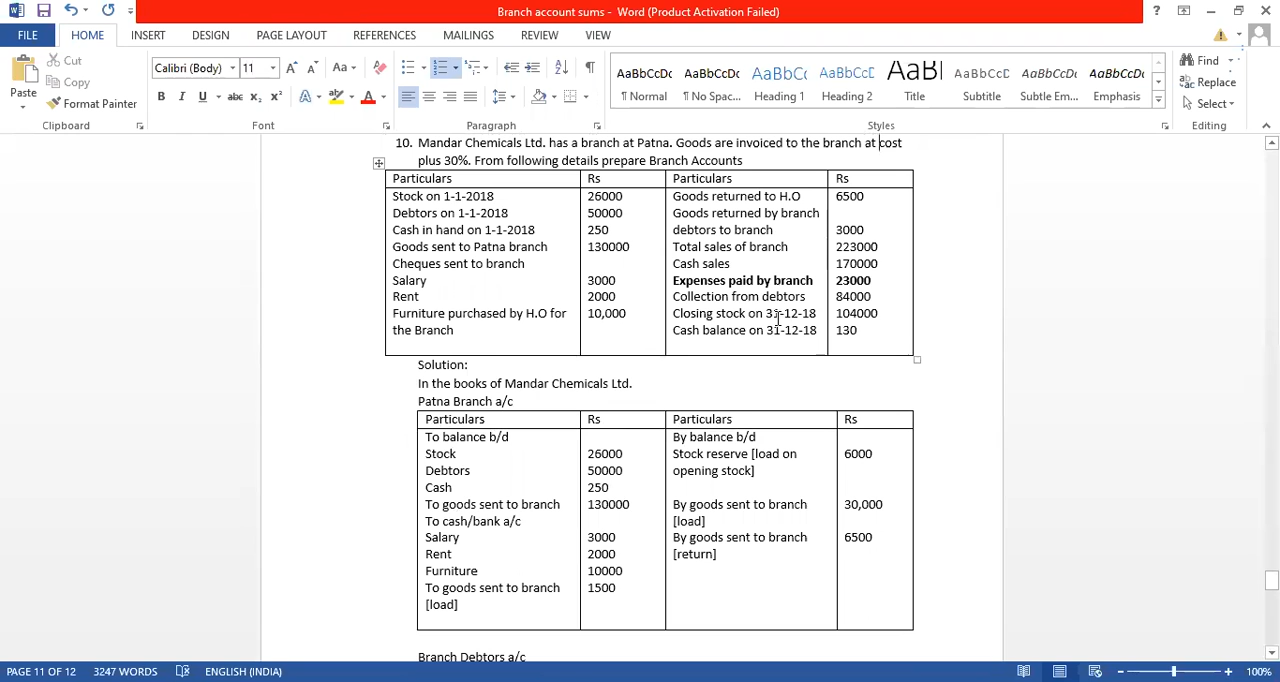 Branch account sums - Word (Product Activation Failed)
FILE HOME INSERT DESIGN PAGE LAYOUT REFERENCES MAILINGS REVIEW VIEW
Paste
Cut
Copy
Format Painter
Clipboard
Calibri (Body) 11
Font
Paragraph
AaBbCcDc AaBbCcDc AaBbCc AaBbCcD AaBl AaBbCcD AaBbCcDc AaBbCcDc
¶ Normal ¶ No Spac... Heading 1 Heading 2 Title Subtitle Subtle Em... Emphasis
Styles
Find
Replace
Select
Editing
10. Mandar Chemicals Ltd. has a branch at Patna. Goods are invoiced to the branch at cost
plus 30%. From following details prepare Branch Accounts
Particulars Rs Particulars Rs
Stock on 1-1-2018 26000 Goods returned to H.O 6500
Debtors on 1-1-2018 50000 Goods returned by branch
Cash in hand on 1-1-2018 250 debtors to branch 3000
Goods sent to Patna branch 130000 Total sales of branch 223000
Cheques sent to branch Cash sales 170000
Salary 3000 Expenses paid by branch 23000
Rent 2000 Collection from debtors 84000
Furniture purchased by H.O for 10,000 Closing stock on 31-12-18 104000
the Branch Cash balance on 31-12-18 130
Solution:
In the books of Mandar Chemicals Ltd.
Patna Branch a/c
Particulars Rs Particulars Rs
To balance b/d By balance b/d
Stock 26000 Stock reserve [load on 6000
Debtors 50000 opening stock]
Cash 250
To goods sent to branch 130000 By goods sent to branch 30,000
To cash/bank a/c [load]
Salary 3000 By goods sent to branch 6500
Rent 2000 [return]
Furniture 10000
To goods sent to branch 1500
[load]
Branch Debtors a/c
PAGE 11 OF 12 3247 WORDS ENGLISH (INDIA) 100%